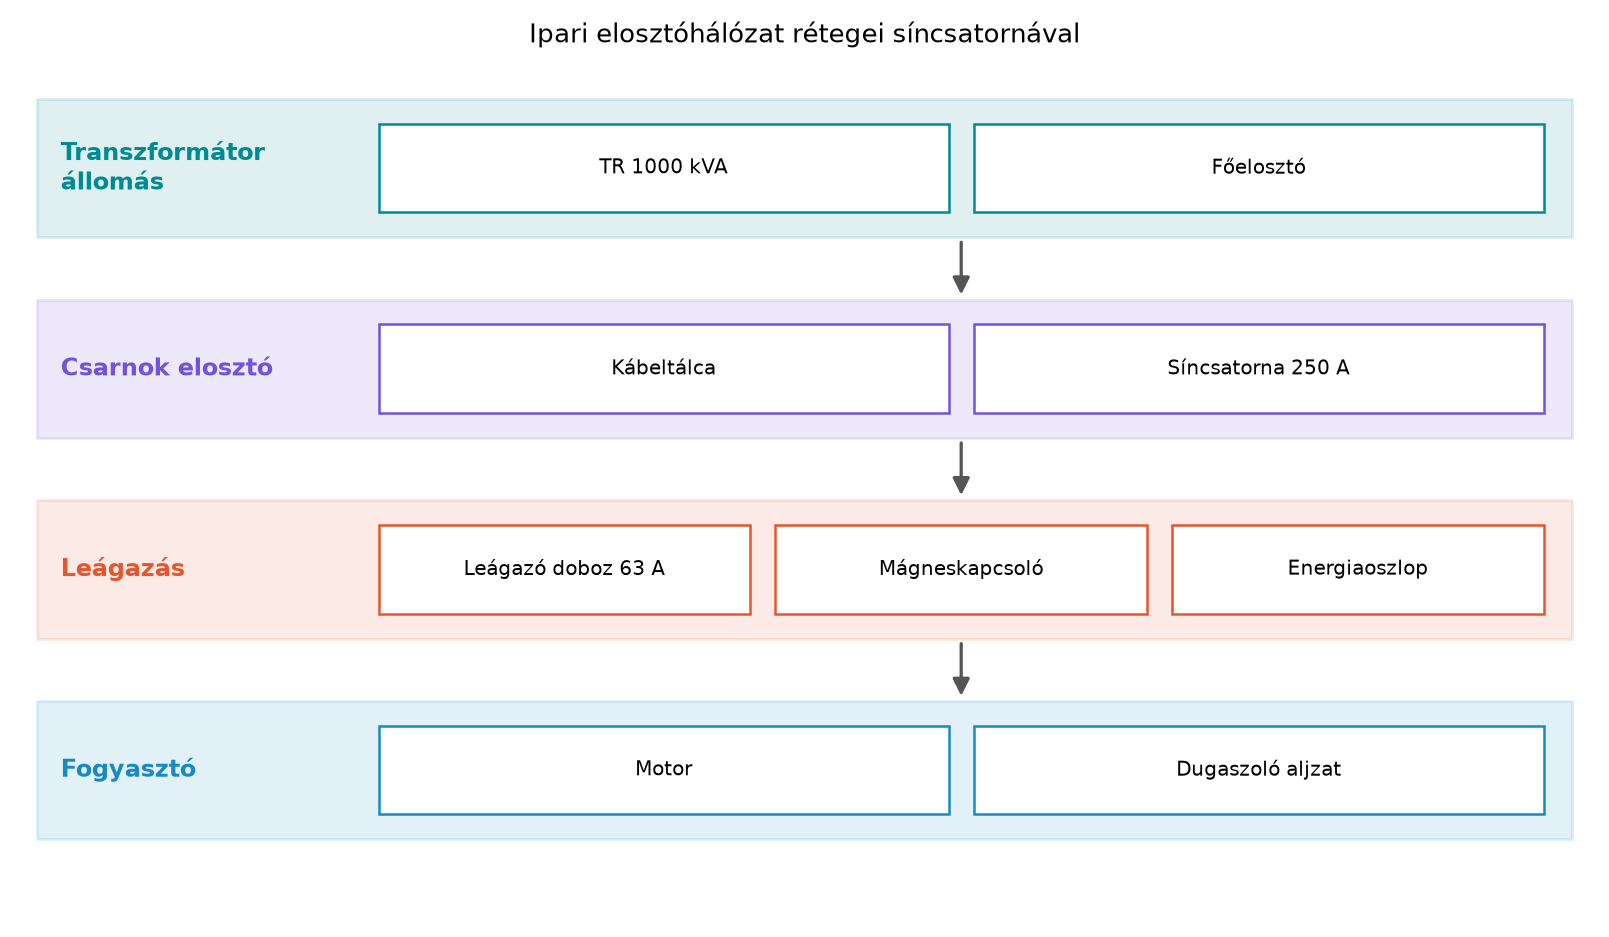 Ipari elosztóhálózat rétegei síncsatornával
Transzformátor
állomás
TR 1000 kVA
Főelosztó
Csarnok elosztó
Kábeltálca
Síncsatorna 250 A
Leágazás
Leágazó doboz 63 A
Mágneskapcsoló
Energiaoszlop
Fogyasztó
Motor
Dugaszoló aljzat